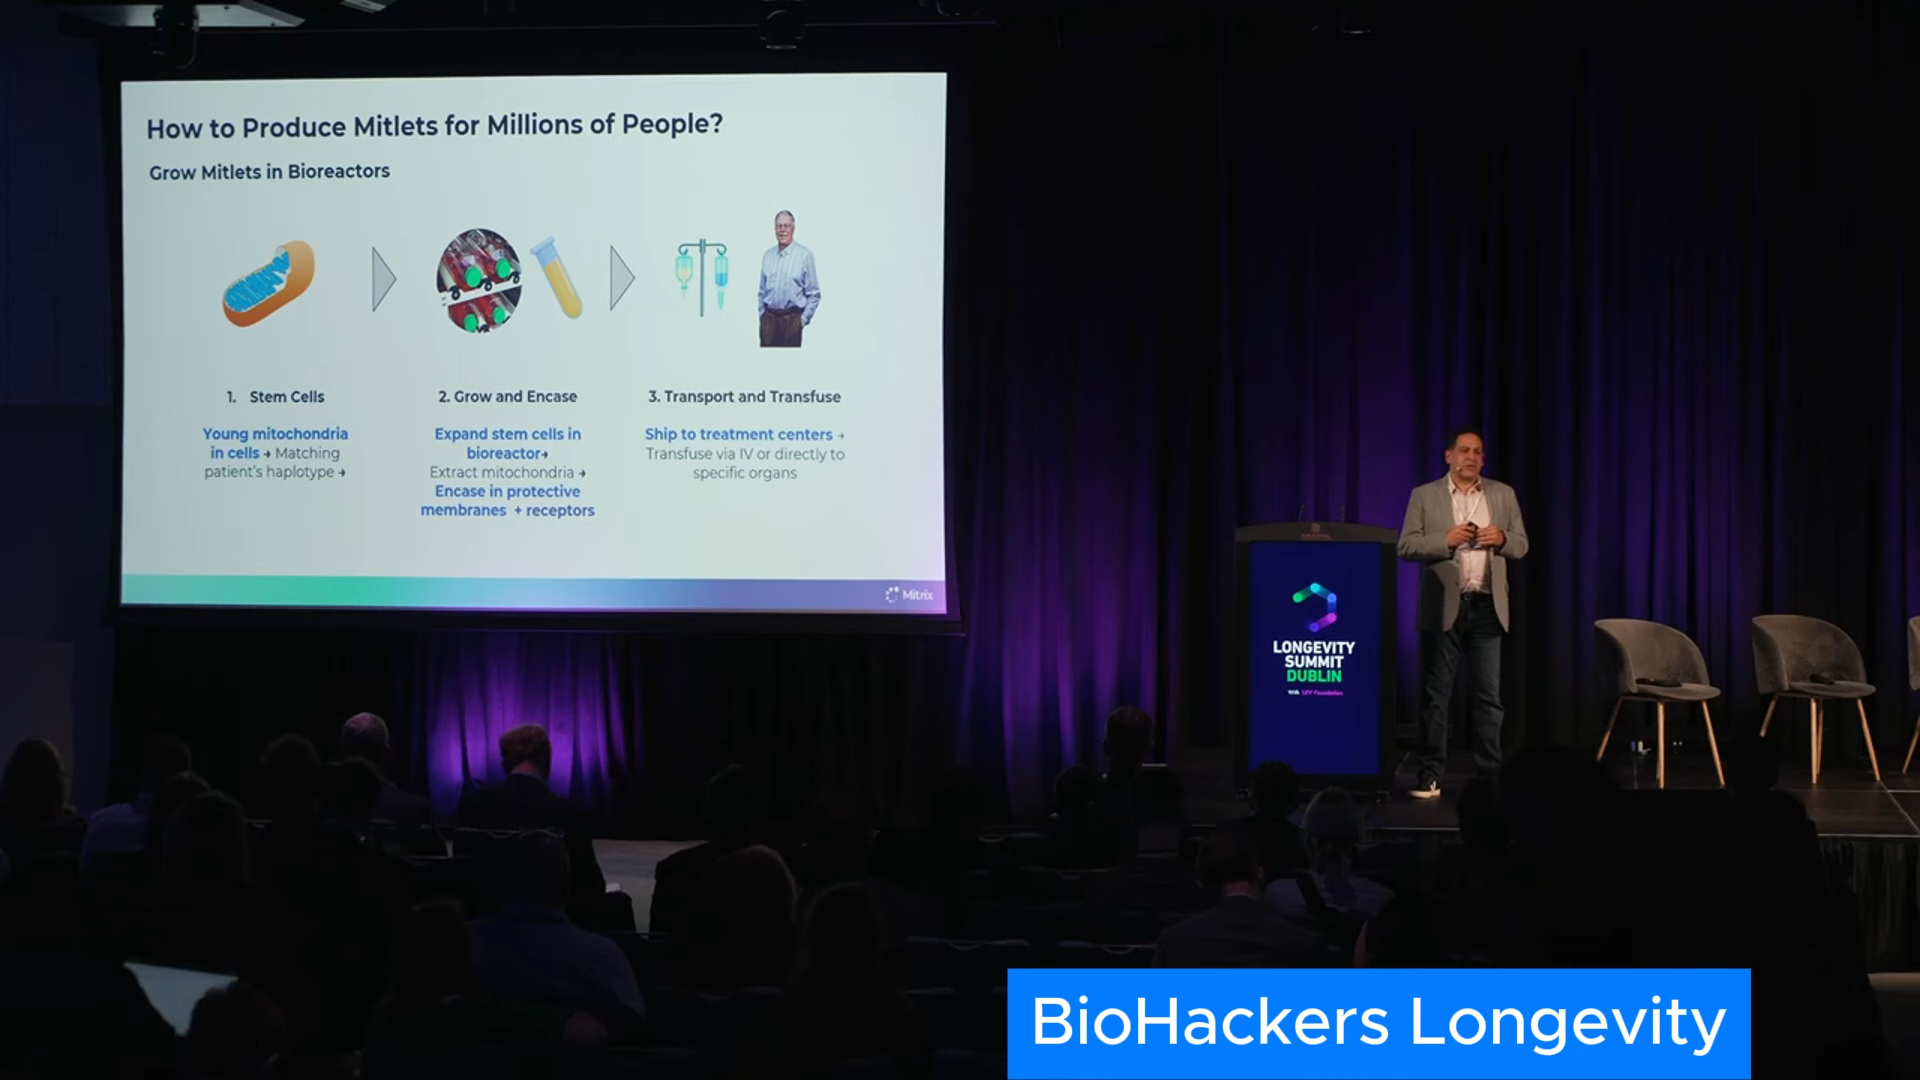 How to Produce Mitlets for Millions of People?
Grow Mitlets in Bioreactors
1. Stem Cells
Young mitochondria
in cells → Matching
patient's haplotype →
2. Grow and Encase
Expand stem cells in
bioreactor→
Extract mitochondria →
Encase in protective
membranes + receptors
3. Transport and Transfuse
Ship to treatment centers →
Transfuse via IV or directly to
specific organs
Mitrix
LONGEVITY
SUMMIT
DUBLIN
With LEV Foundation
BioHackers Longevity